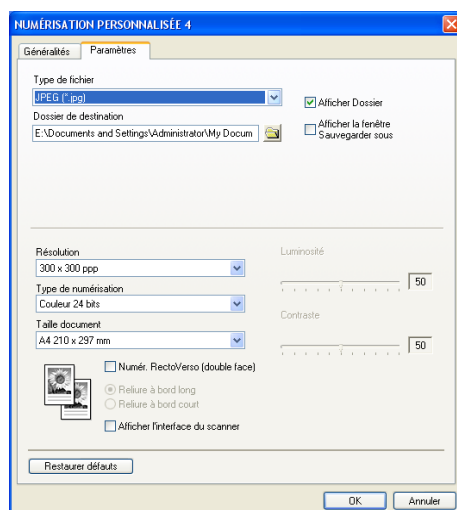 NUMÉRISATION PERSONNALISÉE 4
Généralités Paramètres
Type de fichier
JPEG (*.jpg)
Afficher Dossier
Dossier de destination
E:\Documents and Settings\Administrator\My Docum
Afficher la fenêtre
Sauvegarder sous
Résolution
300 x 300 ppp
Type de numérisation
Couleur 24 bits
Taille document
A4 210 x 297 mm
Luminosité
50
Contraste
50
Numér. RectoVerso (double face)
Reliure à bord long
Reliure à bord court
Afficher l'interface du scanner
Restaurer défauts
OK Annuler